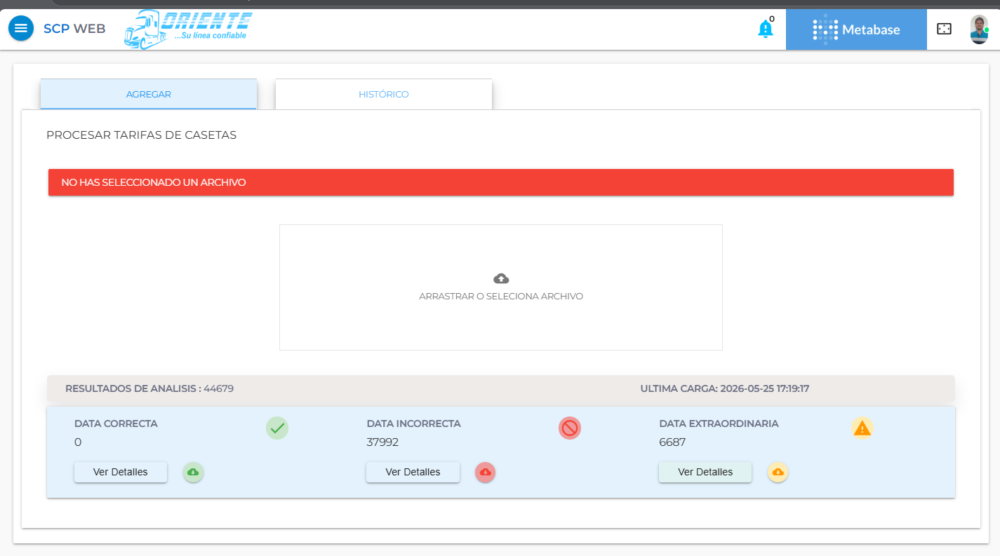 SCP WEB
ORIENTE
...Su línea confiable
0
Metabase
AGREGAR
HISTÓRICO
PROCESAR TARIFAS DE CASETAS
NO HAS SELECCIONADO UN ARCHIVO
ARRASTRAR O SELECIONA ARCHIVO
RESULTADOS DE ANALISIS : 44679
ULTIMA CARGA: 2026-05-25 17:19:17
DATA CORRECTA
0
Ver Detalles
DATA INCORRECTA
37992
Ver Detalles
DATA EXTRAORDINARIA
6687
Ver Detalles